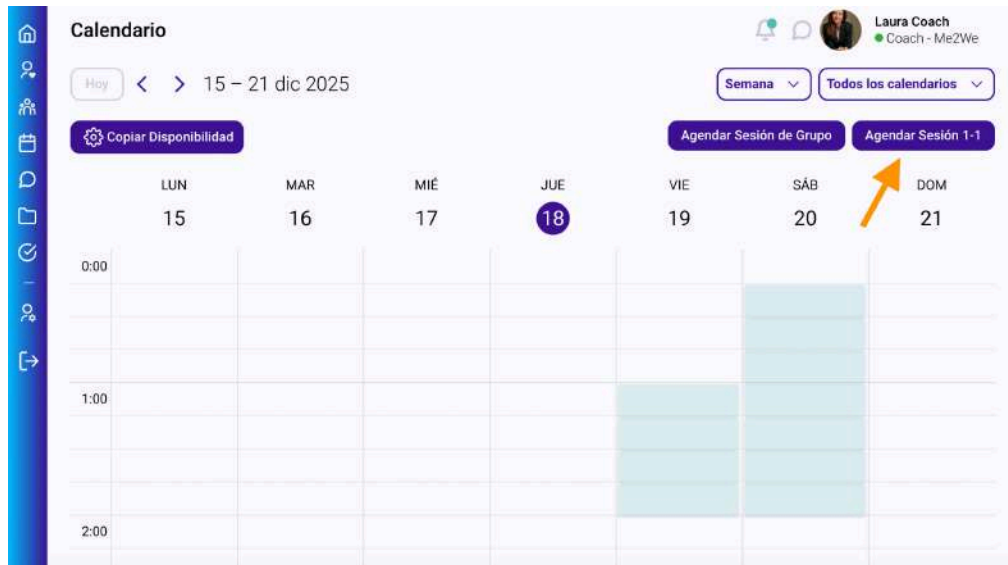 Calendario
Laura Coach
Coach - Me2We
Hoy
15 – 21 dic 2025
Semana
Todos los calendarios
Copiar Disponibilidad
Agendar Sesión de Grupo
Agendar Sesión 1-1
LUN MAR MIÉ JUE VIE SÁB DOM
15 16 17 18 19 20 21
0:00
1:00
2:00